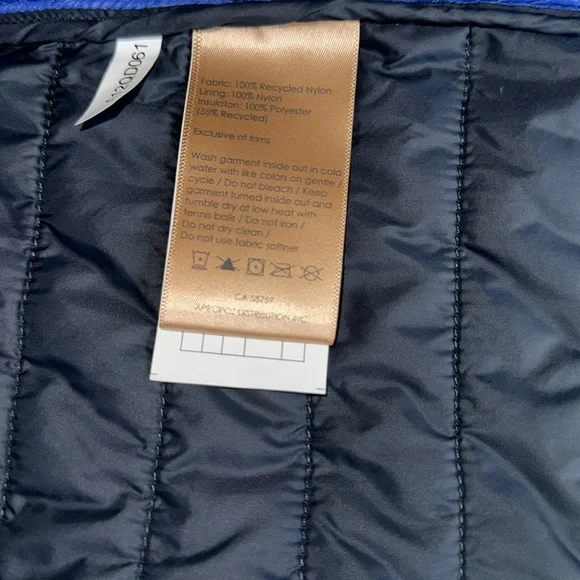 Fabric: 100% Recycled Nylon
Lining: 100% Nylon
Insulation: 100% Polyester
(55% Recycled)
Exclusive of trims
Wash garment inside out in cold
water with like colors on gentle /
cycle / Do not bleach / Keep
garment turned inside out and
tumble dry at low heat with
tennis balls / Do not iron /
Do not dry clean /
Do not use fabric softner
CA 58759
APROPOZ DISTRIBUTION INC.